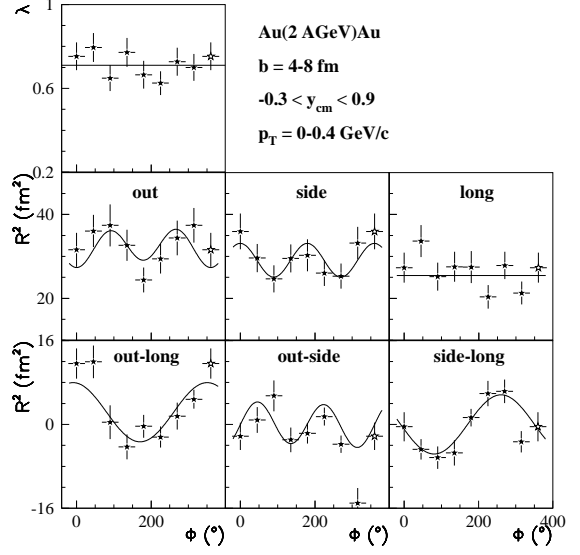 λ
1
0.6
0.2
Au(2 AGeV)Au
b = 4-8 fm
-0.3 < y_cm < 0.9
p_T = 0-0.4 GeV/c
R² (fm²)
40
20
out
side
long
R² (fm²)
16
0
-16
out-long
out-side
side-long
0 200
0 200
0 200 400
Φ (°)
Φ (°)
Φ (°)